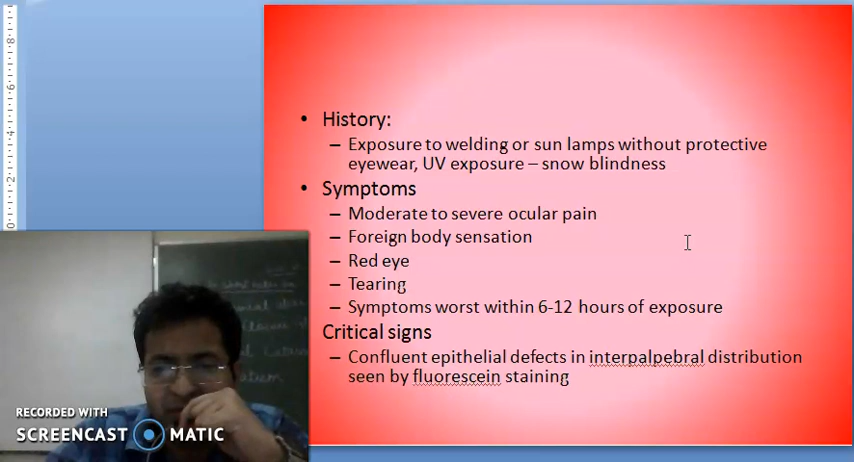 • History:
– Exposure to welding or sun lamps without protective
eyewear, UV exposure – snow blindness
• Symptoms
– Moderate to severe ocular pain
– Foreign body sensation
– Red eye
– Tearing
– Symptoms worst within 6-12 hours of exposure
Critical signs
– Confluent epithelial defects in interpalpebral distribution
seen by fluorescein staining
RECORDED WITH
SCREENCAST MATIC